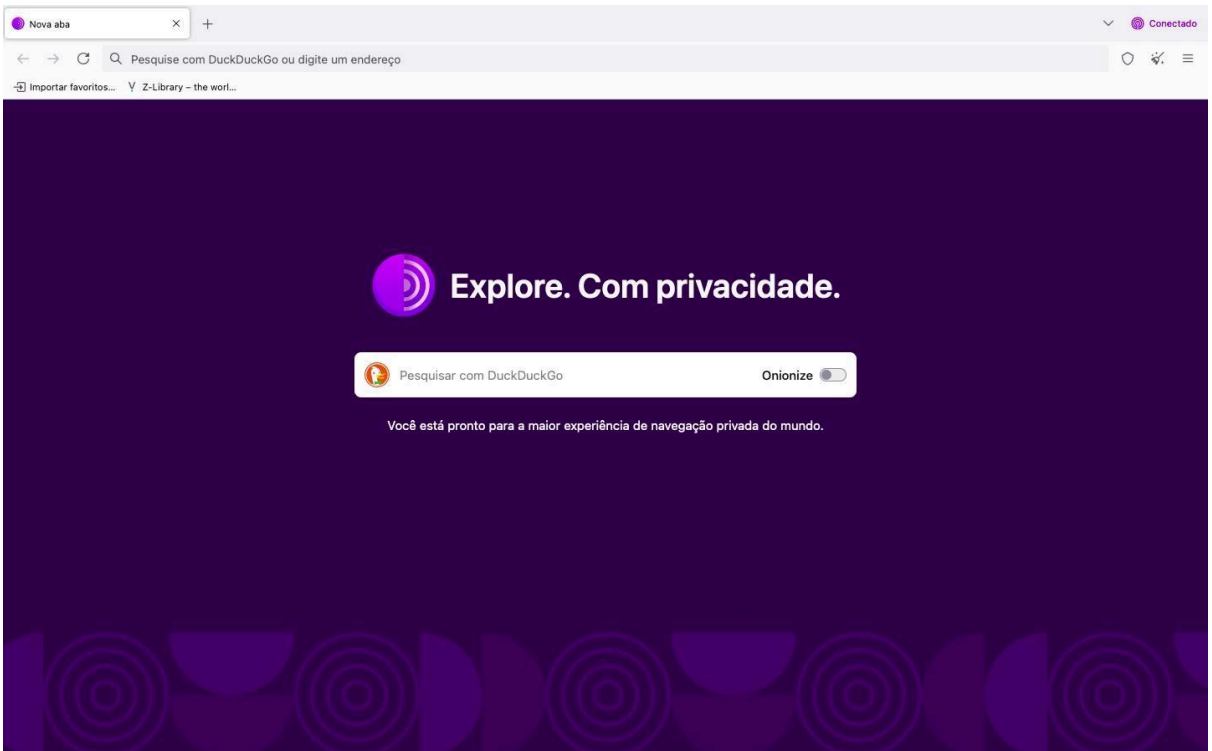 Nova aba
Conectado
Pesquise com DuckDuckGo ou digite um endereço
Importar favoritos... Z-Library – the worl...
Explore. Com privacidade.
Pesquisar com DuckDuckGo Onionize
Você está pronto para a maior experiência de navegação privada do mundo.